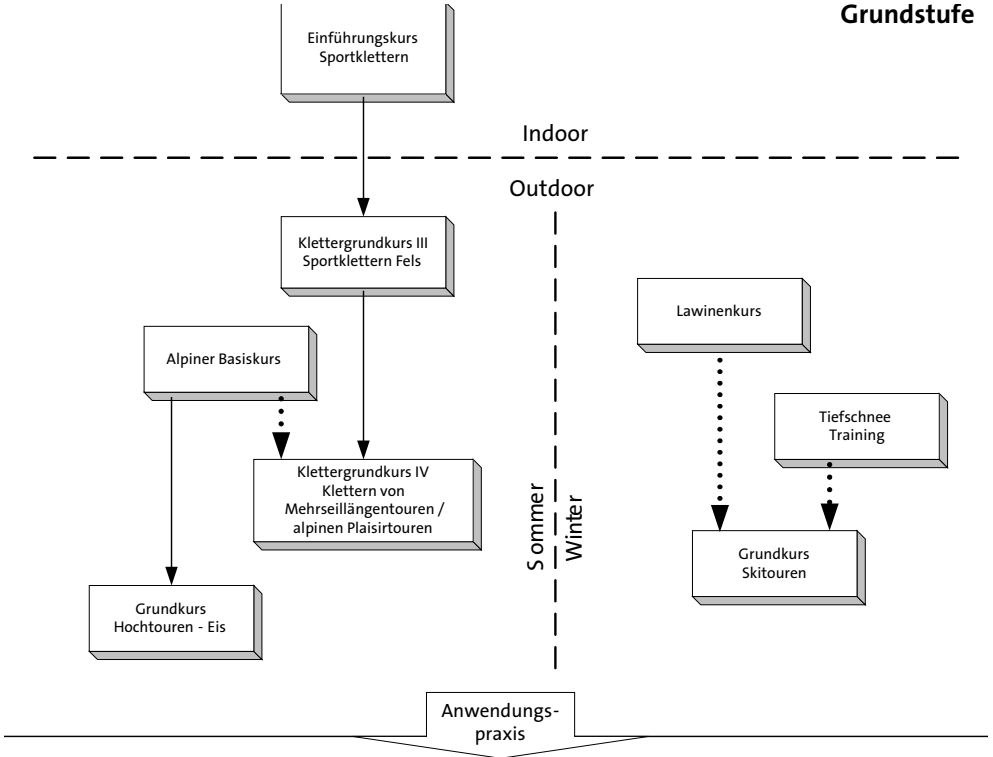 Grundstufe
Einführungskurs
Sportklettern
Indoor
Outdoor
Klettergrundkurs III
Sportklettern Fels
Lawinenkurs
Alpiner Basiskurs
Tiefschnee
Training
Klettergrundkurs IV
Klettern von
Mehrseillängentouren /
alpinen Plaisirtouren
Sommer
Winter
Grundkurs
Skitouren
Grundkurs
Hochtouren - Eis
Anwendungs-
praxis